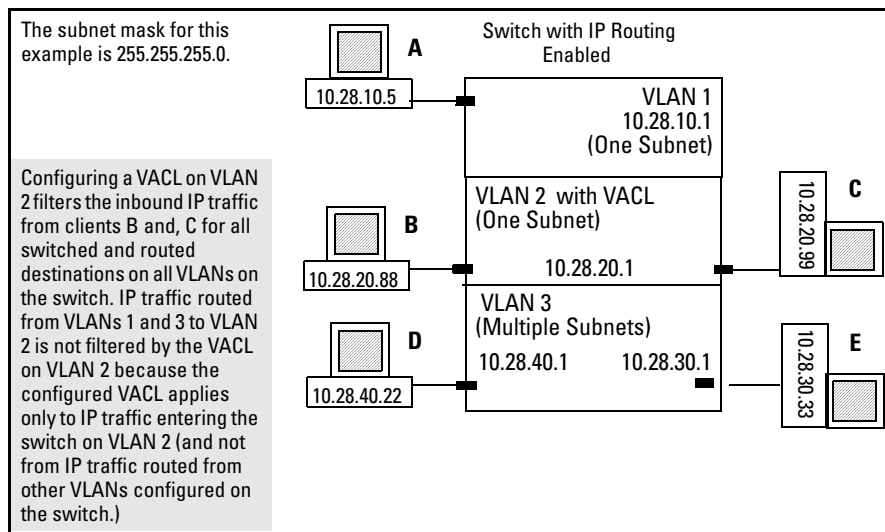 The subnet mask for this
example is 255.255.255.0.
Configuring a VACL on VLAN
2 filters the inbound IP traffic
from clients B and, C for all
switched and routed
destinations on all VLANs on
the switch. IP traffic routed
from VLANs 1 and 3 to VLAN
2 is not filtered by the VACL
on VLAN 2 because the
configured VACL applies
only to IP traffic entering the
switch on VLAN 2 (and not
from IP traffic routed from
other VLANs configured on
the switch.)
Switch with IP Routing
Enabled
A
10.28.10.5
VLAN 1
10.28.10.1
(One Subnet)
B
10.28.20.88
VLAN 2 with VACL
(One Subnet)
10.28.20.1
C
10.28.20.99
D
10.28.40.22
VLAN 3
(Multiple Subnets)
10.28.40.1 10.28.30.1
E
10.28.30.33